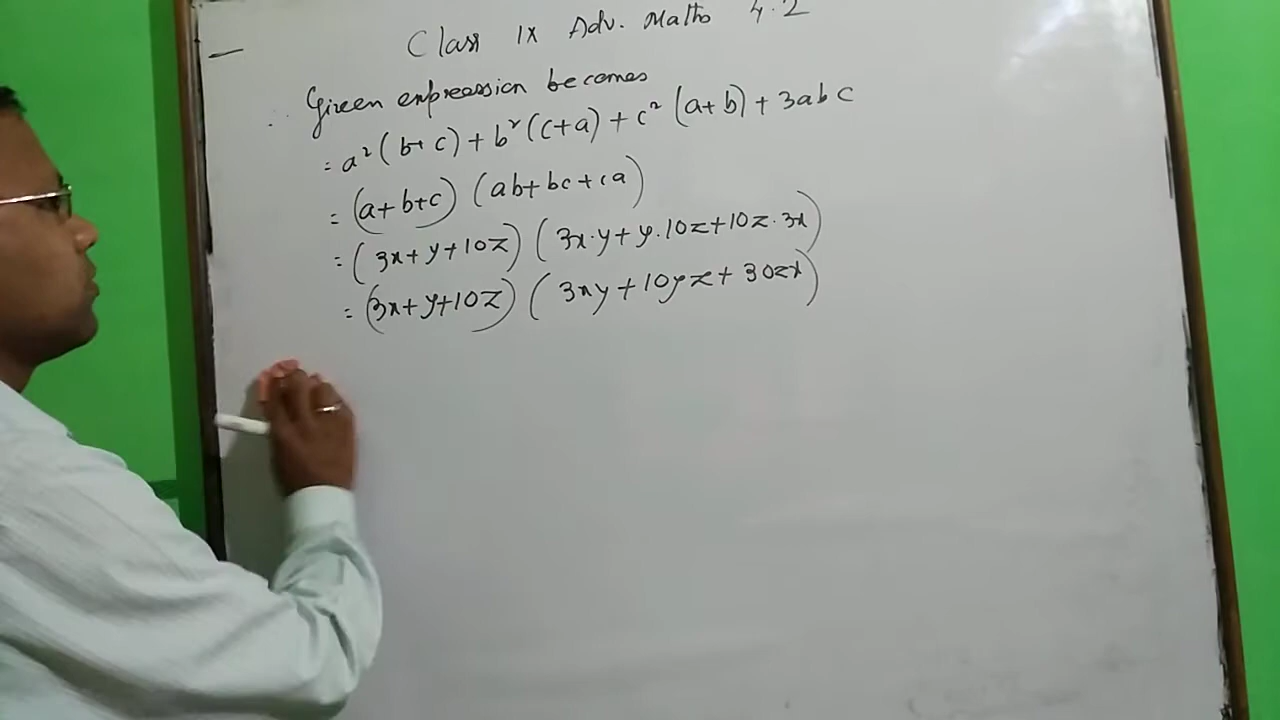 Class IX Adv. Maths 4.2
∴ Given expression becomes
= a² (b+c) + b² (c+a) + c² (a+b) + 3abc
= (a+b+c) (ab+bc+ca)
= (3x+y+10z) (3x.y+y.10z+10z.3x)
= (3x+y+10z) (3xy+10yz+30zx)